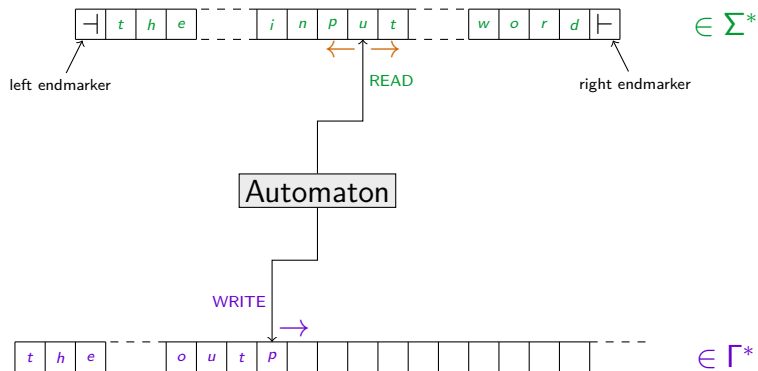 ⊣ t h e i n p u t w o r d ⊢ ∈ Σ*
left endmarker READ right endmarker
Automaton
WRITE
t h e o u t p ∈ Γ*